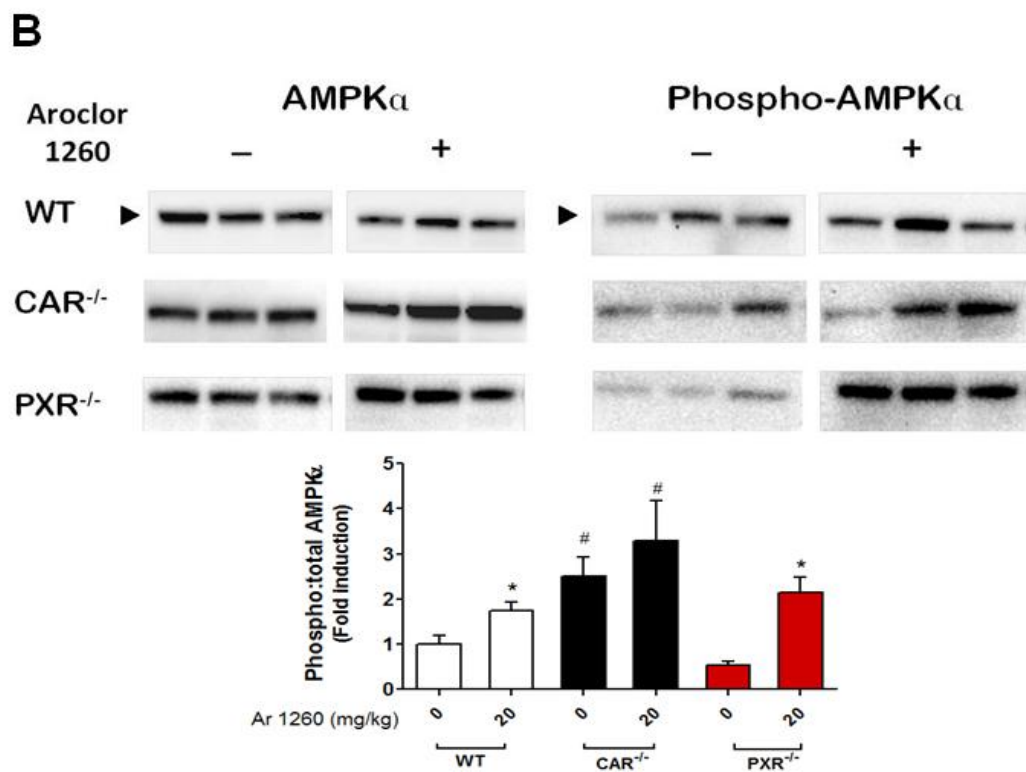 B
AMPKα Phospho-AMPKα
Aroclor
1260 – + – +
WT
CAR-/-
PXR-/-
Phospho:total AMPKα
(Fold induction)
5
4
3
2
1
0
* # # *
Ar 1260 (mg/kg) 0 20 0 20 0 20
WT CAR-/- PXR-/-